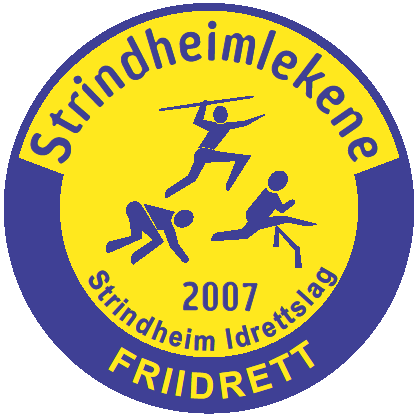 Strindheimlekene
2007
Strindheim Idrettslag
FRIIDRETT